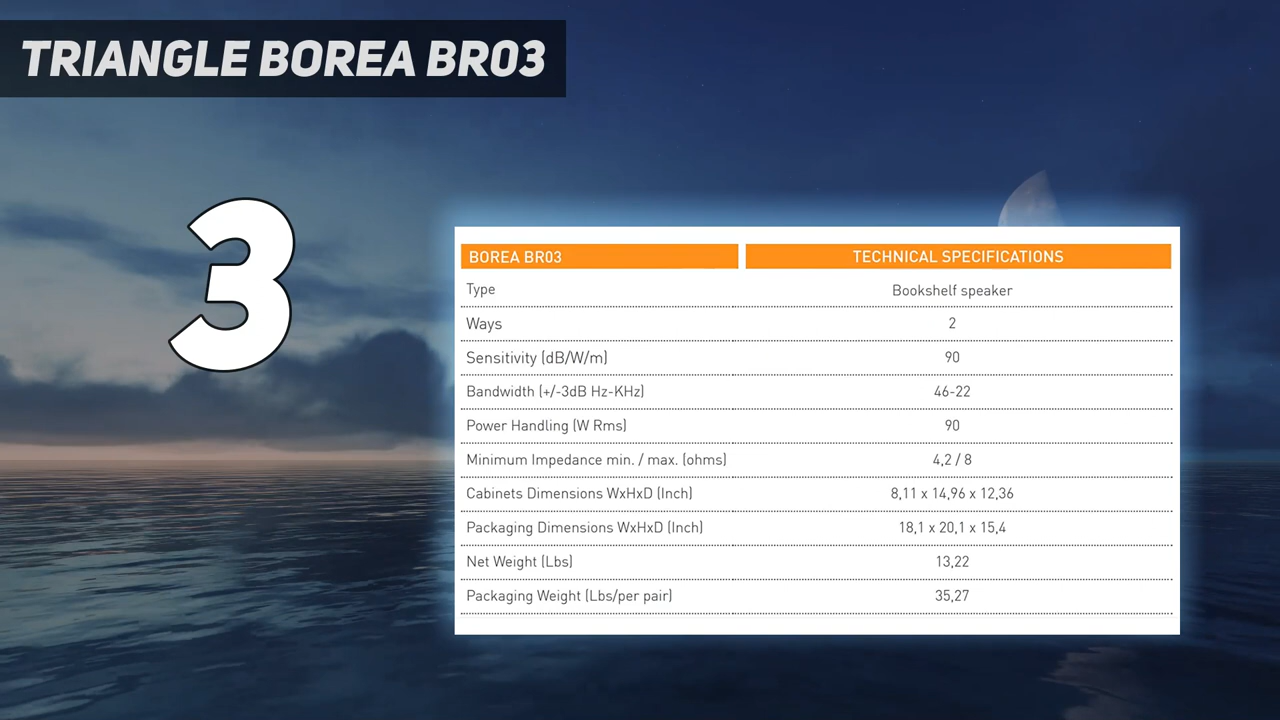 TRIANGLE BOREA BR03
3
BOREA BR03 TECHNICAL SPECIFICATIONS
Type Bookshelf speaker
Ways 2
Sensitivity (dB/W/m) 90
Bandwidth (+/-3dB Hz-KHz) 46-22
Power Handling (W Rms) 90
Minimum Impedance min. / max. (ohms) 4,2 / 8
Cabinets Dimensions WxHxD (Inch) 8,11 x 14,96 x 12,36
Packaging Dimensions WxHxD (Inch) 18,1 x 20,1 x 15,4
Net Weight (Lbs) 13,22
Packaging Weight (Lbs/per pair) 35,27